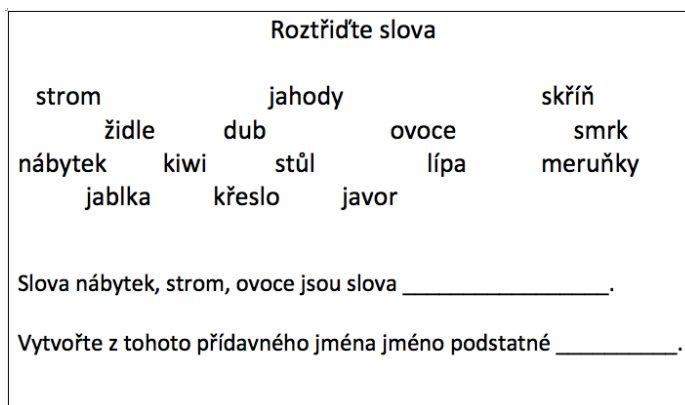 Roztřiďte slova
strom jahody skříň
židle dub ovoce smrk
nábytek kiwi stůl lípa meruňky
jablka křeslo javor
Slova nábytek, strom, ovoce jsou slova _________________.
Vytvořte z tohoto přídavného jména jméno podstatné __________.